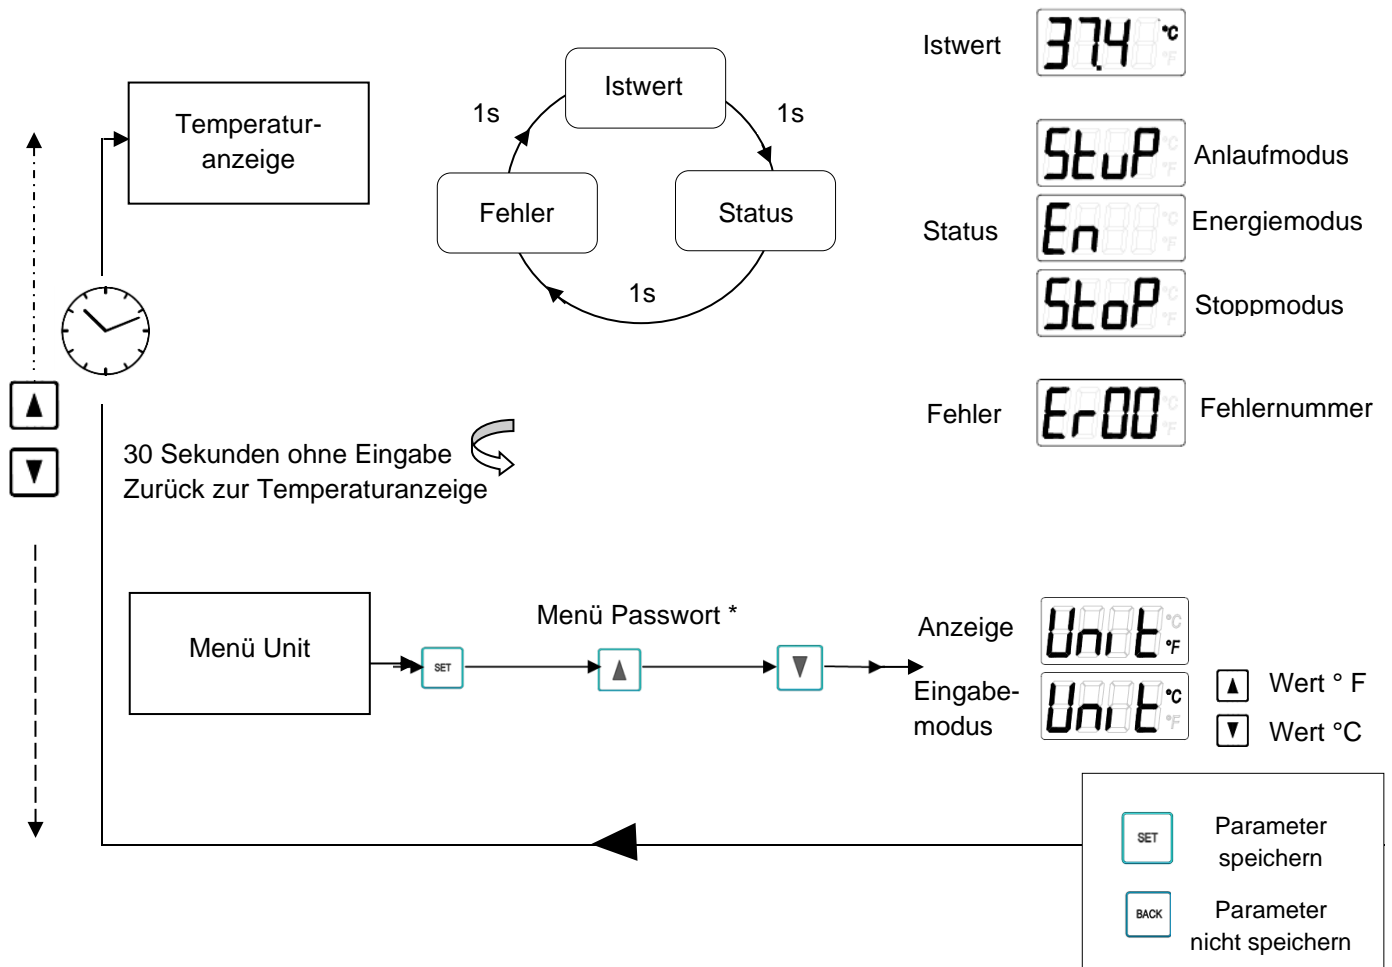 Istwert
37.4 °C
°F
Temperatur-
anzeige
Istwert
1s
1s
Fehler
Status
1s
Status
StuP °C
°F
Anlaufmodus
En °C
°F
Energiemodus
StoP °C
°F
Stoppmodus
Fehler
Er00 °C
°F
Fehlernummer
30 Sekunden ohne Eingabe
Zurück zur Temperaturanzeige
Menü Unit
Menü Passwort *
SET
Anzeige
Unit °C
°F
Eingabe-
modus
Unit °C
°F
Wert ° F
Wert °C
SET
Parameter
speichern
BACK
Parameter
nicht speichern